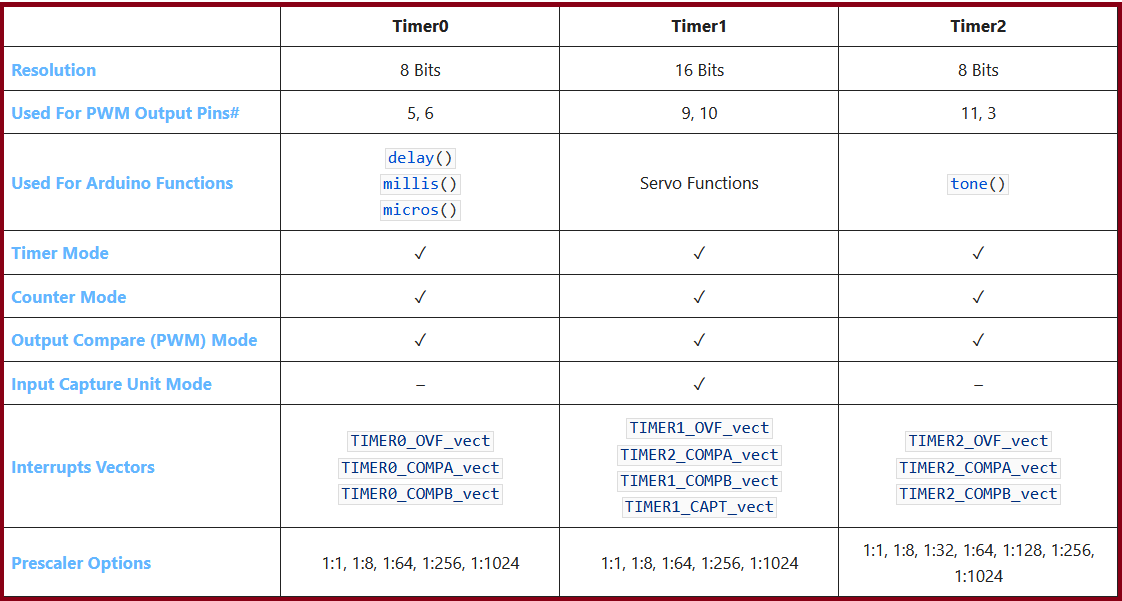 Timer0 Timer1 Timer2
Resolution 8 Bits 16 Bits 8 Bits
Used For PWM Output Pins# 5, 6 9, 10 11, 3
Used For Arduino Functions
delay()
millis()
micros()
Servo Functions
tone()
Timer Mode ✓ ✓ ✓
Counter Mode ✓ ✓ ✓
Output Compare (PWM) Mode ✓ ✓ ✓
Input Capture Unit Mode – ✓ –
Interrupts Vectors
TIMER0_OVF_vect
TIMER0_COMPA_vect
TIMER0_COMPB_vect
TIMER1_OVF_vect
TIMER2_COMPA_vect
TIMER1_COMPB_vect
TIMER1_CAPT_vect
TIMER2_OVF_vect
TIMER2_COMPA_vect
TIMER2_COMPB_vect
Prescaler Options
1:1, 1:8, 1:64, 1:256, 1:1024
1:1, 1:8, 1:64, 1:256, 1:1024
1:1, 1:8, 1:32, 1:64, 1:128, 1:256,
1:1024